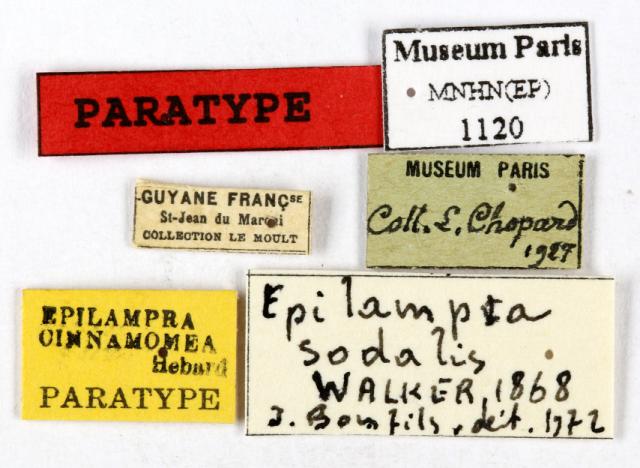 PARATYPE
Museum Paris
MNHN(EP)
1120
GUYANE FRANÇSE
St-Jean du Maroni
COLLECTION LE MOULT
MUSEUM PARIS
Coll. L. Chopard
1927
EPILAMPRA
CINNAMOMEA
Hebard
PARATYPE
Epilampra
sodalis
WALKER, 1868
J. Bonfils, dét. 1972